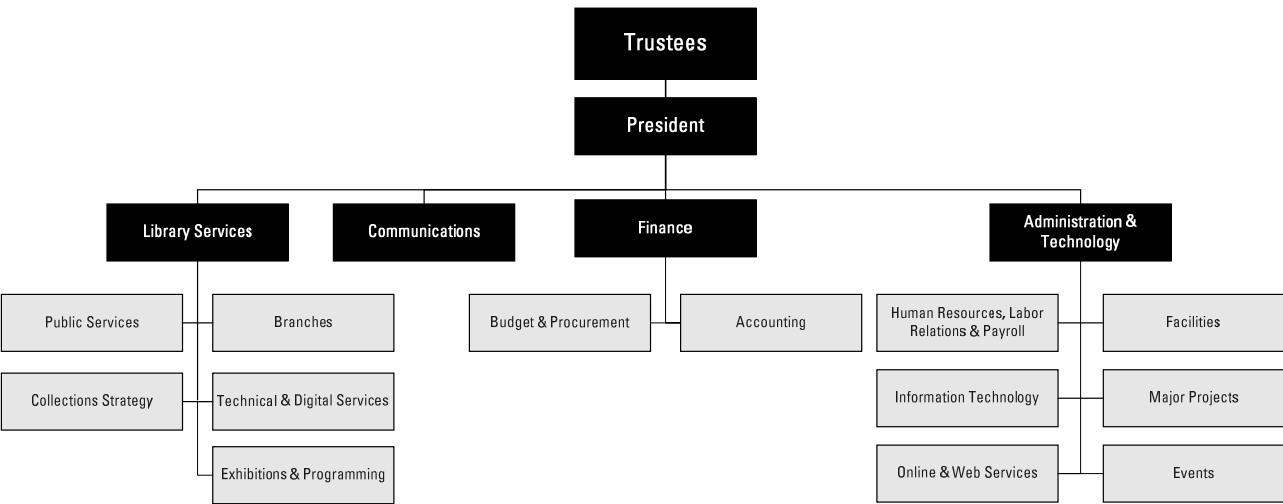 Trustees
President
Library Services
Communications
Finance
Administration &
Technology
Public Services
Branches
Budget & Procurement
Accounting
Human Resources, Labor
Relations & Payroll
Facilities
Collections Strategy
Technical & Digital Services
Information Technology
Major Projects
Exhibitions & Programming
Online & Web Services
Events